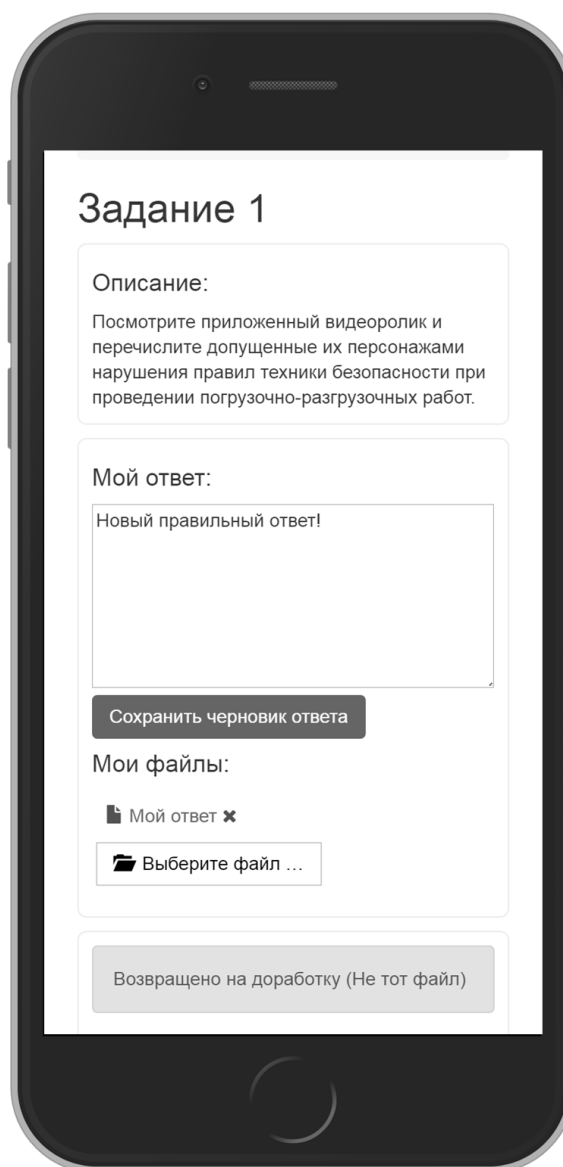 Задание 1
Описание:
Посмотрите приложенный видеоролик и
перечислите допущенные их персонажами
нарушения правил техники безопасности при
проведении погрузочно-разгрузочных работ.
Мой ответ:
Новый правильный ответ!
Сохранить черновик ответа
Мои файлы:
Мой ответ ✖
Выберите файл ...
Возвращено на доработку (Не тот файл)